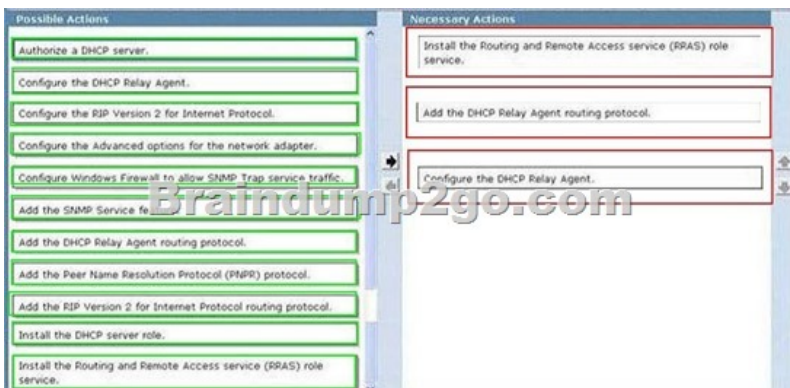 Possible Actions
Authorize a DHCP server.
Configure the DHCP Relay Agent.
Configure the RIP Version 2 for Internet Protocol.
Configure the Advanced options for the network adapter.
Configure Windows Firewall to allow SNMP Trap service traffic.
Add the SNMP Service
Add the DHCP Relay Agent routing protocol.
Add the Peer Name Resolution Protocol (PNPR) protocol.
Add the RIP Version 2 for Internet Protocol routing protocol.
Install the DHCP server role.
Install the Routing and Remote Access service (RRAS) role
service.
Necessary Actions
Install the Routing and Remote Access service (RRAS) role
service.
Add the DHCP Relay Agent routing protocol.
Configure the DHCP Relay Agent.
Braindump2go.com